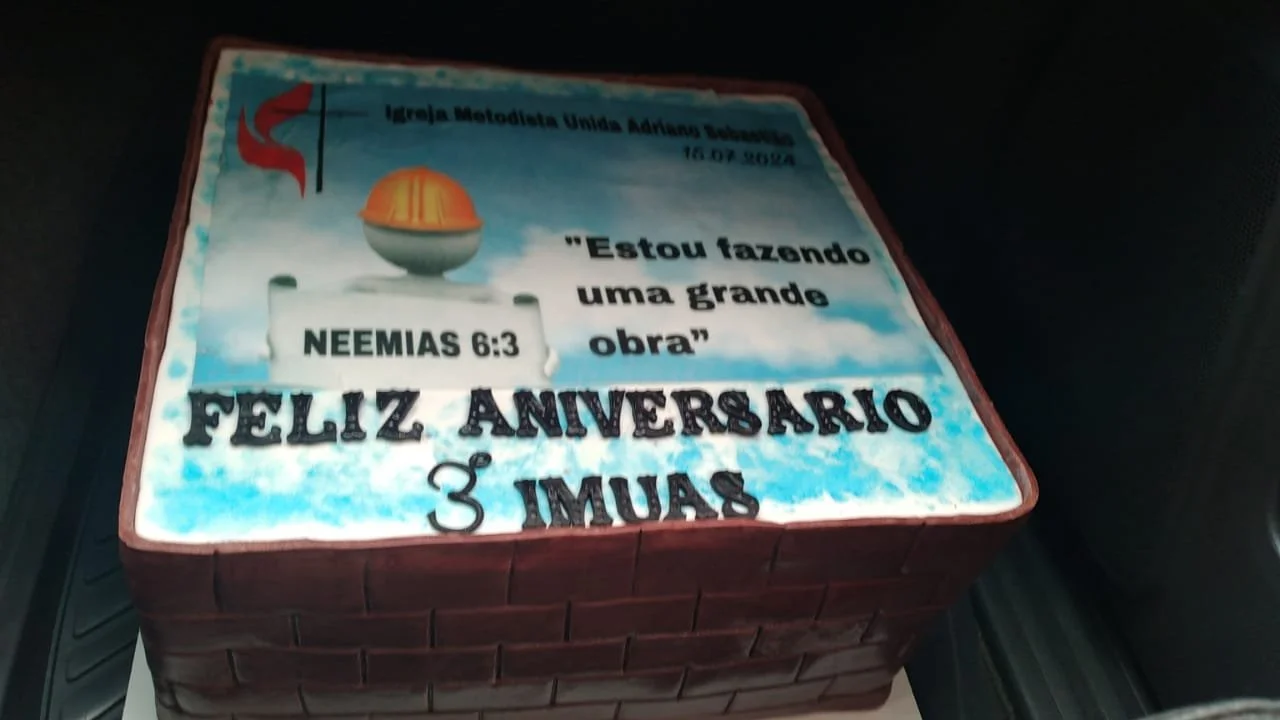 Igreja Metodista Unida Adriano Sebastião
15.07.2024
"Estou fazendo
uma grande
obra”
NEEMIAS 6:3
FELIZ ANIVERSARIO
3º IMUAS